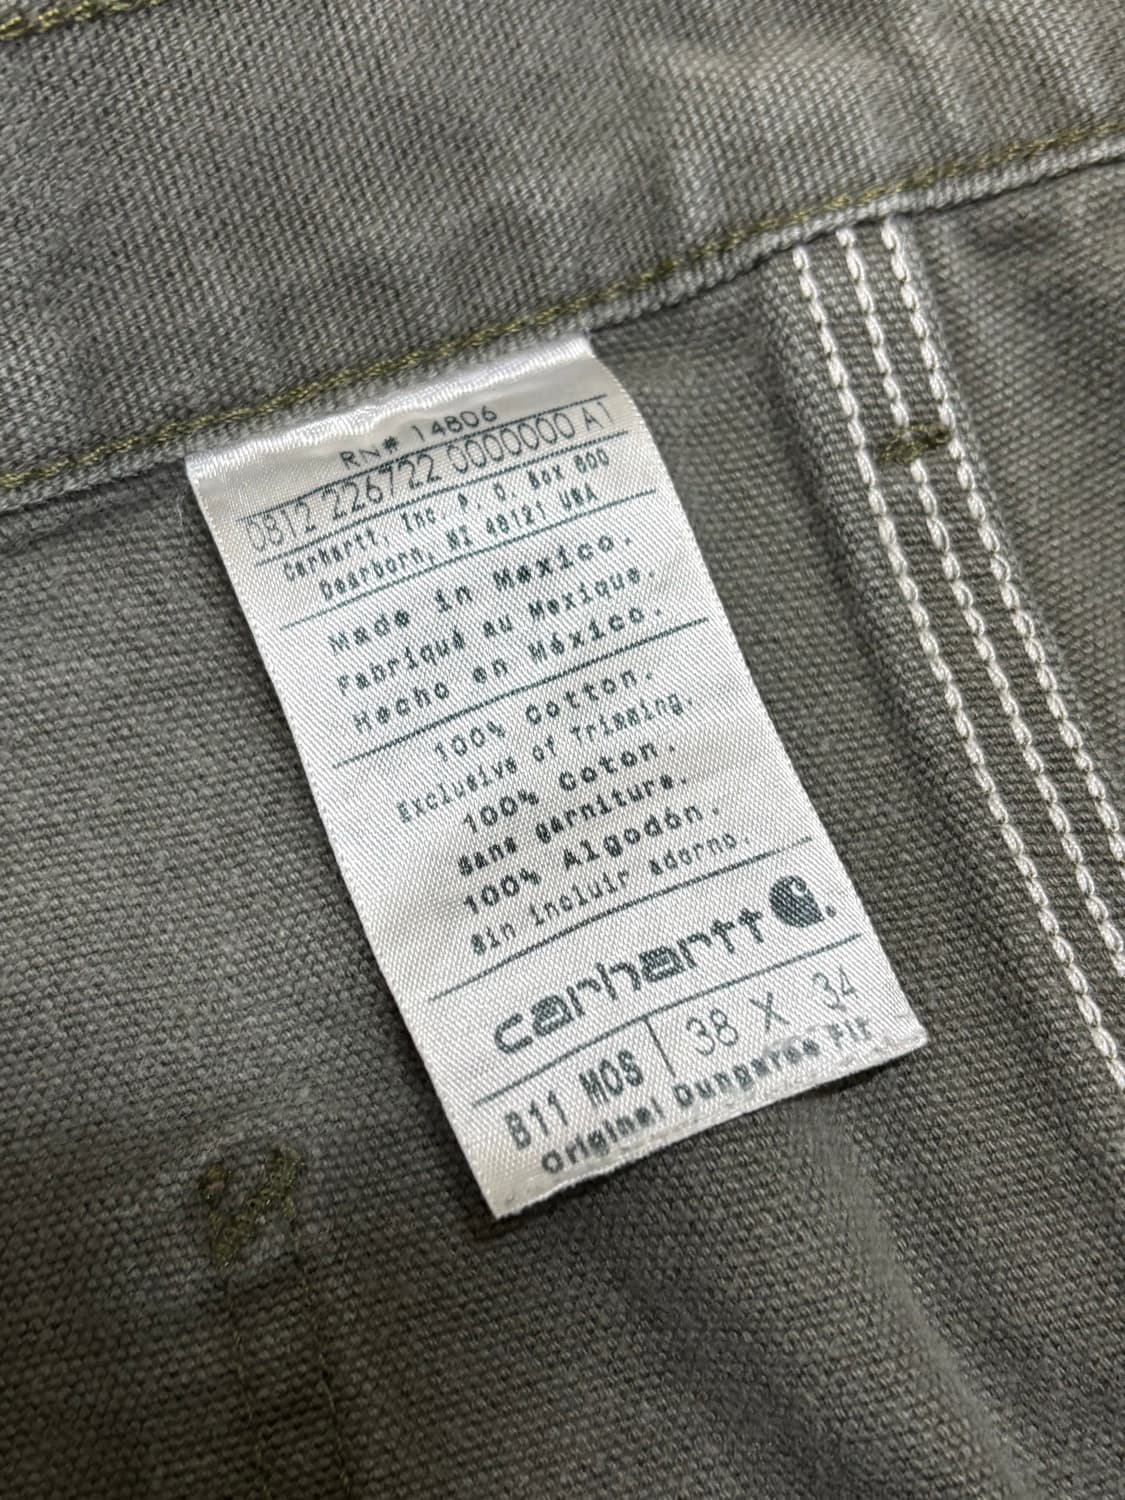 RN# 14806
0812 226722 0000000 A1
Carhartt, Inc. P. O. Box 600
Dearborn, MI 48121 USA
Made in Mexico.
Fabriqué au Mexique.
Hecho en México.
100% Cotton.
Exclusive of Trimming.
100% Coton.
Sans garniture.
100% Algodón.
Sin incluir adorno.
carhartt
B11 MOS 38 X 34
Original Dungaree Fit